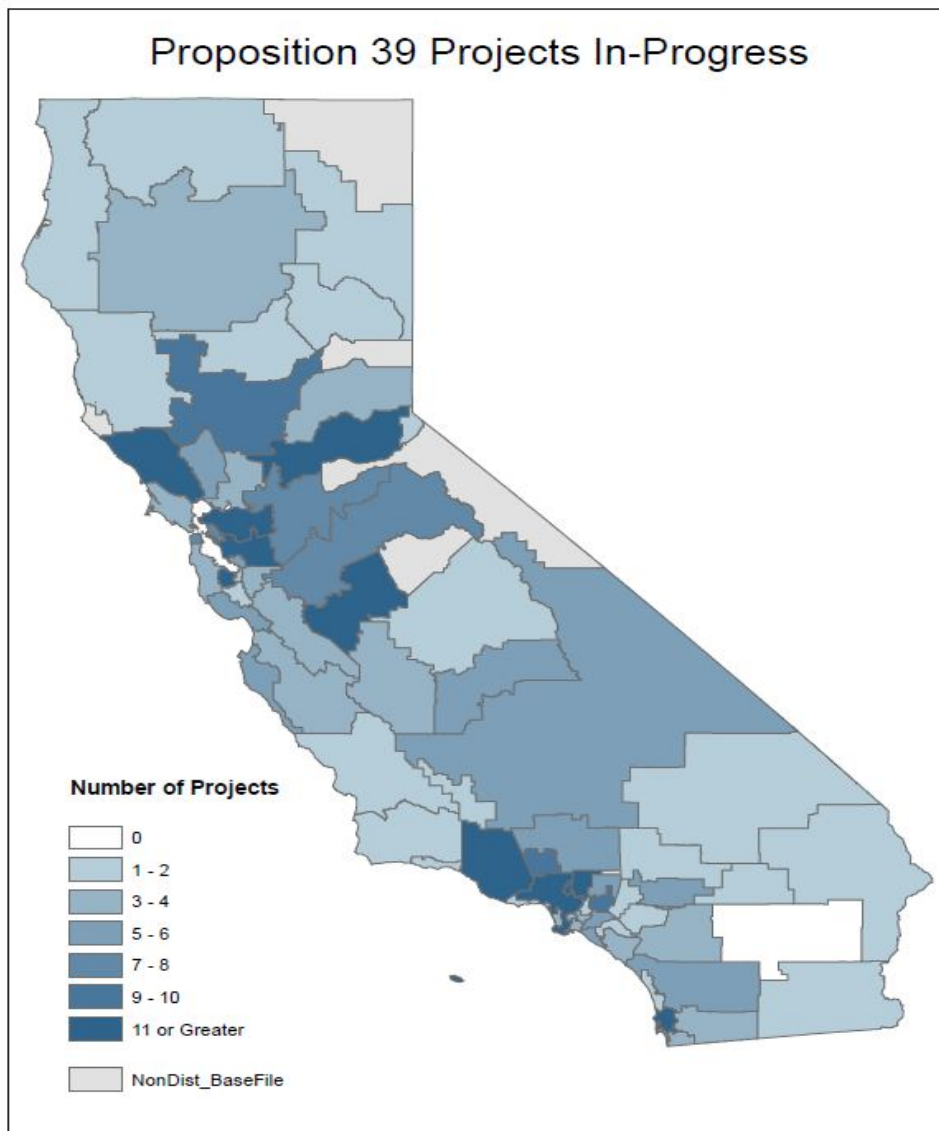 Proposition 39 Projects In-Progress
Number of Projects
0
1 - 2
3 - 4
5 - 6
7 - 8
9 - 10
11 or Greater
NonDist_BaseFile